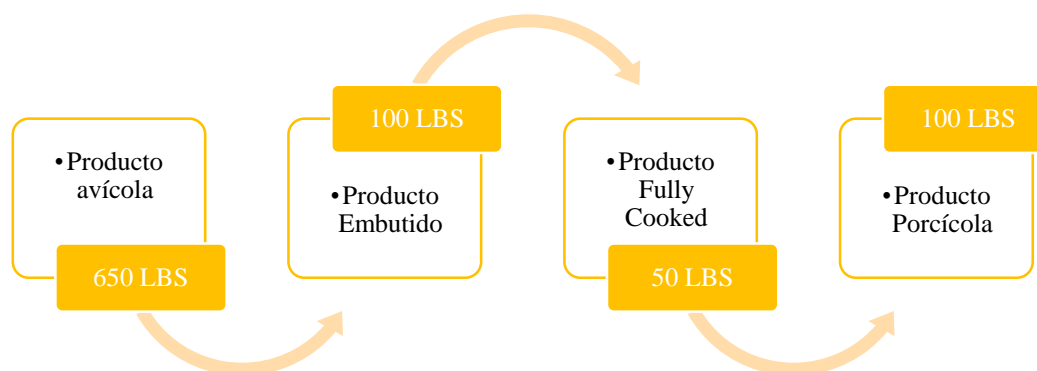 •Producto
avícola
650 LBS
100 LBS
•Producto
Embutido
•Producto
Fully
Cooked
50 LBS
100 LBS
•Producto
Porcícola